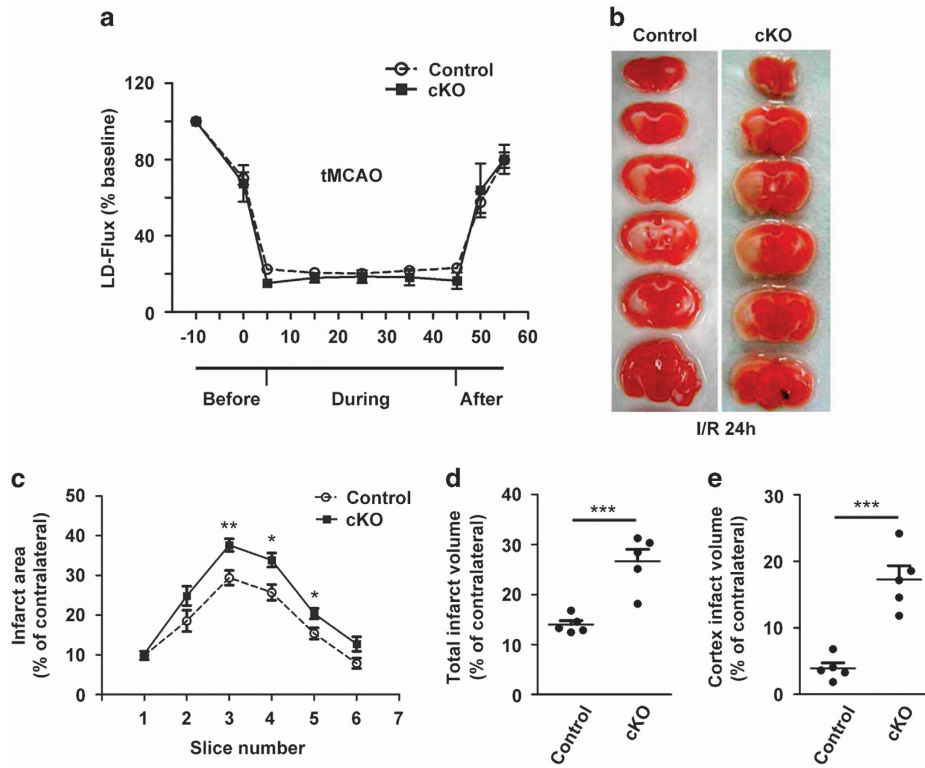 a
Control
cKO
LD-Flux (% baseline)
120
80
60
40
20
0
tMCAO
-10 0 10 20 30 40 50 60
Before During After
b
Control cKO
I/R 24h
c
Control
cKO
Infarct area
(% of contralateral)
50
40
30
20
10
0
** * *
1 2 3 4 5 6 7
Slice number
d
Total infarct volume
(% of contralateral)
40
30
20
10
0
***
Control cKO
e
Cortex infact volume
(% of contralateral)
30
20
10
0
***
Control cKO